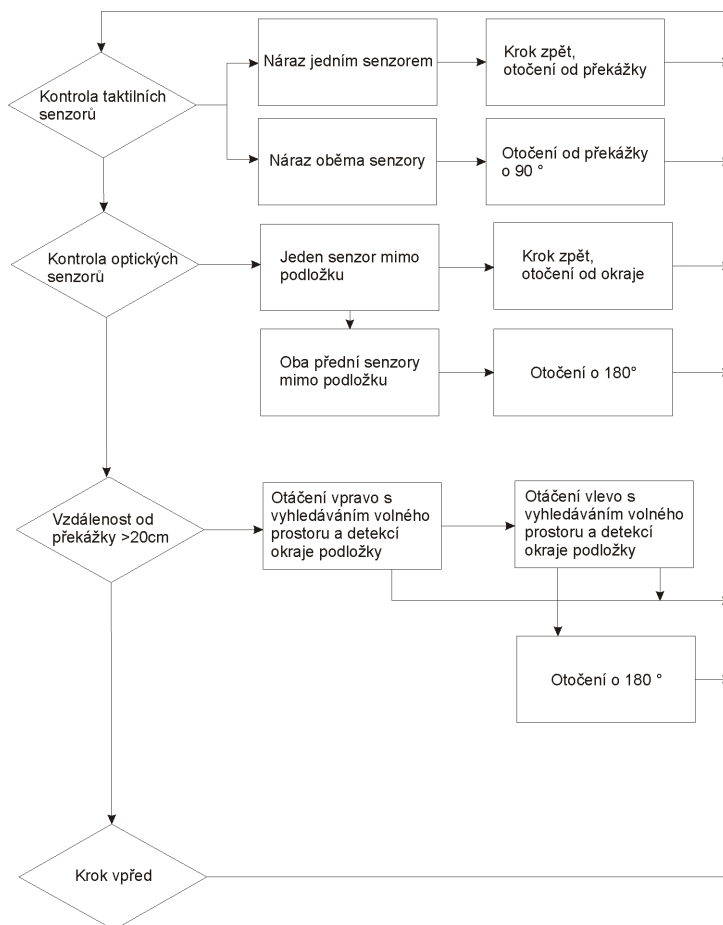 Kontrola taktilních
senzorů
Náraz jedním senzorem
Krok zpět,
otočení od překážky
Náraz oběma senzory
Otočení od překážky
o 90 °
Kontrola optických
senzorů
Jeden senzor mimo
podložku
Krok zpět,
otočení od okraje
Oba přední senzory
mimo podložku
Otočení o 180°
Vzdálenost od
překážky >20cm
Otáčení vpravo s
vyhledáváním volného
prostoru a detekcí
okraje podložky
Otáčení vlevo s
vyhledáváním volného
prostoru a detekcí
okraje podložky
Otočení o 180 °
Krok vpřed